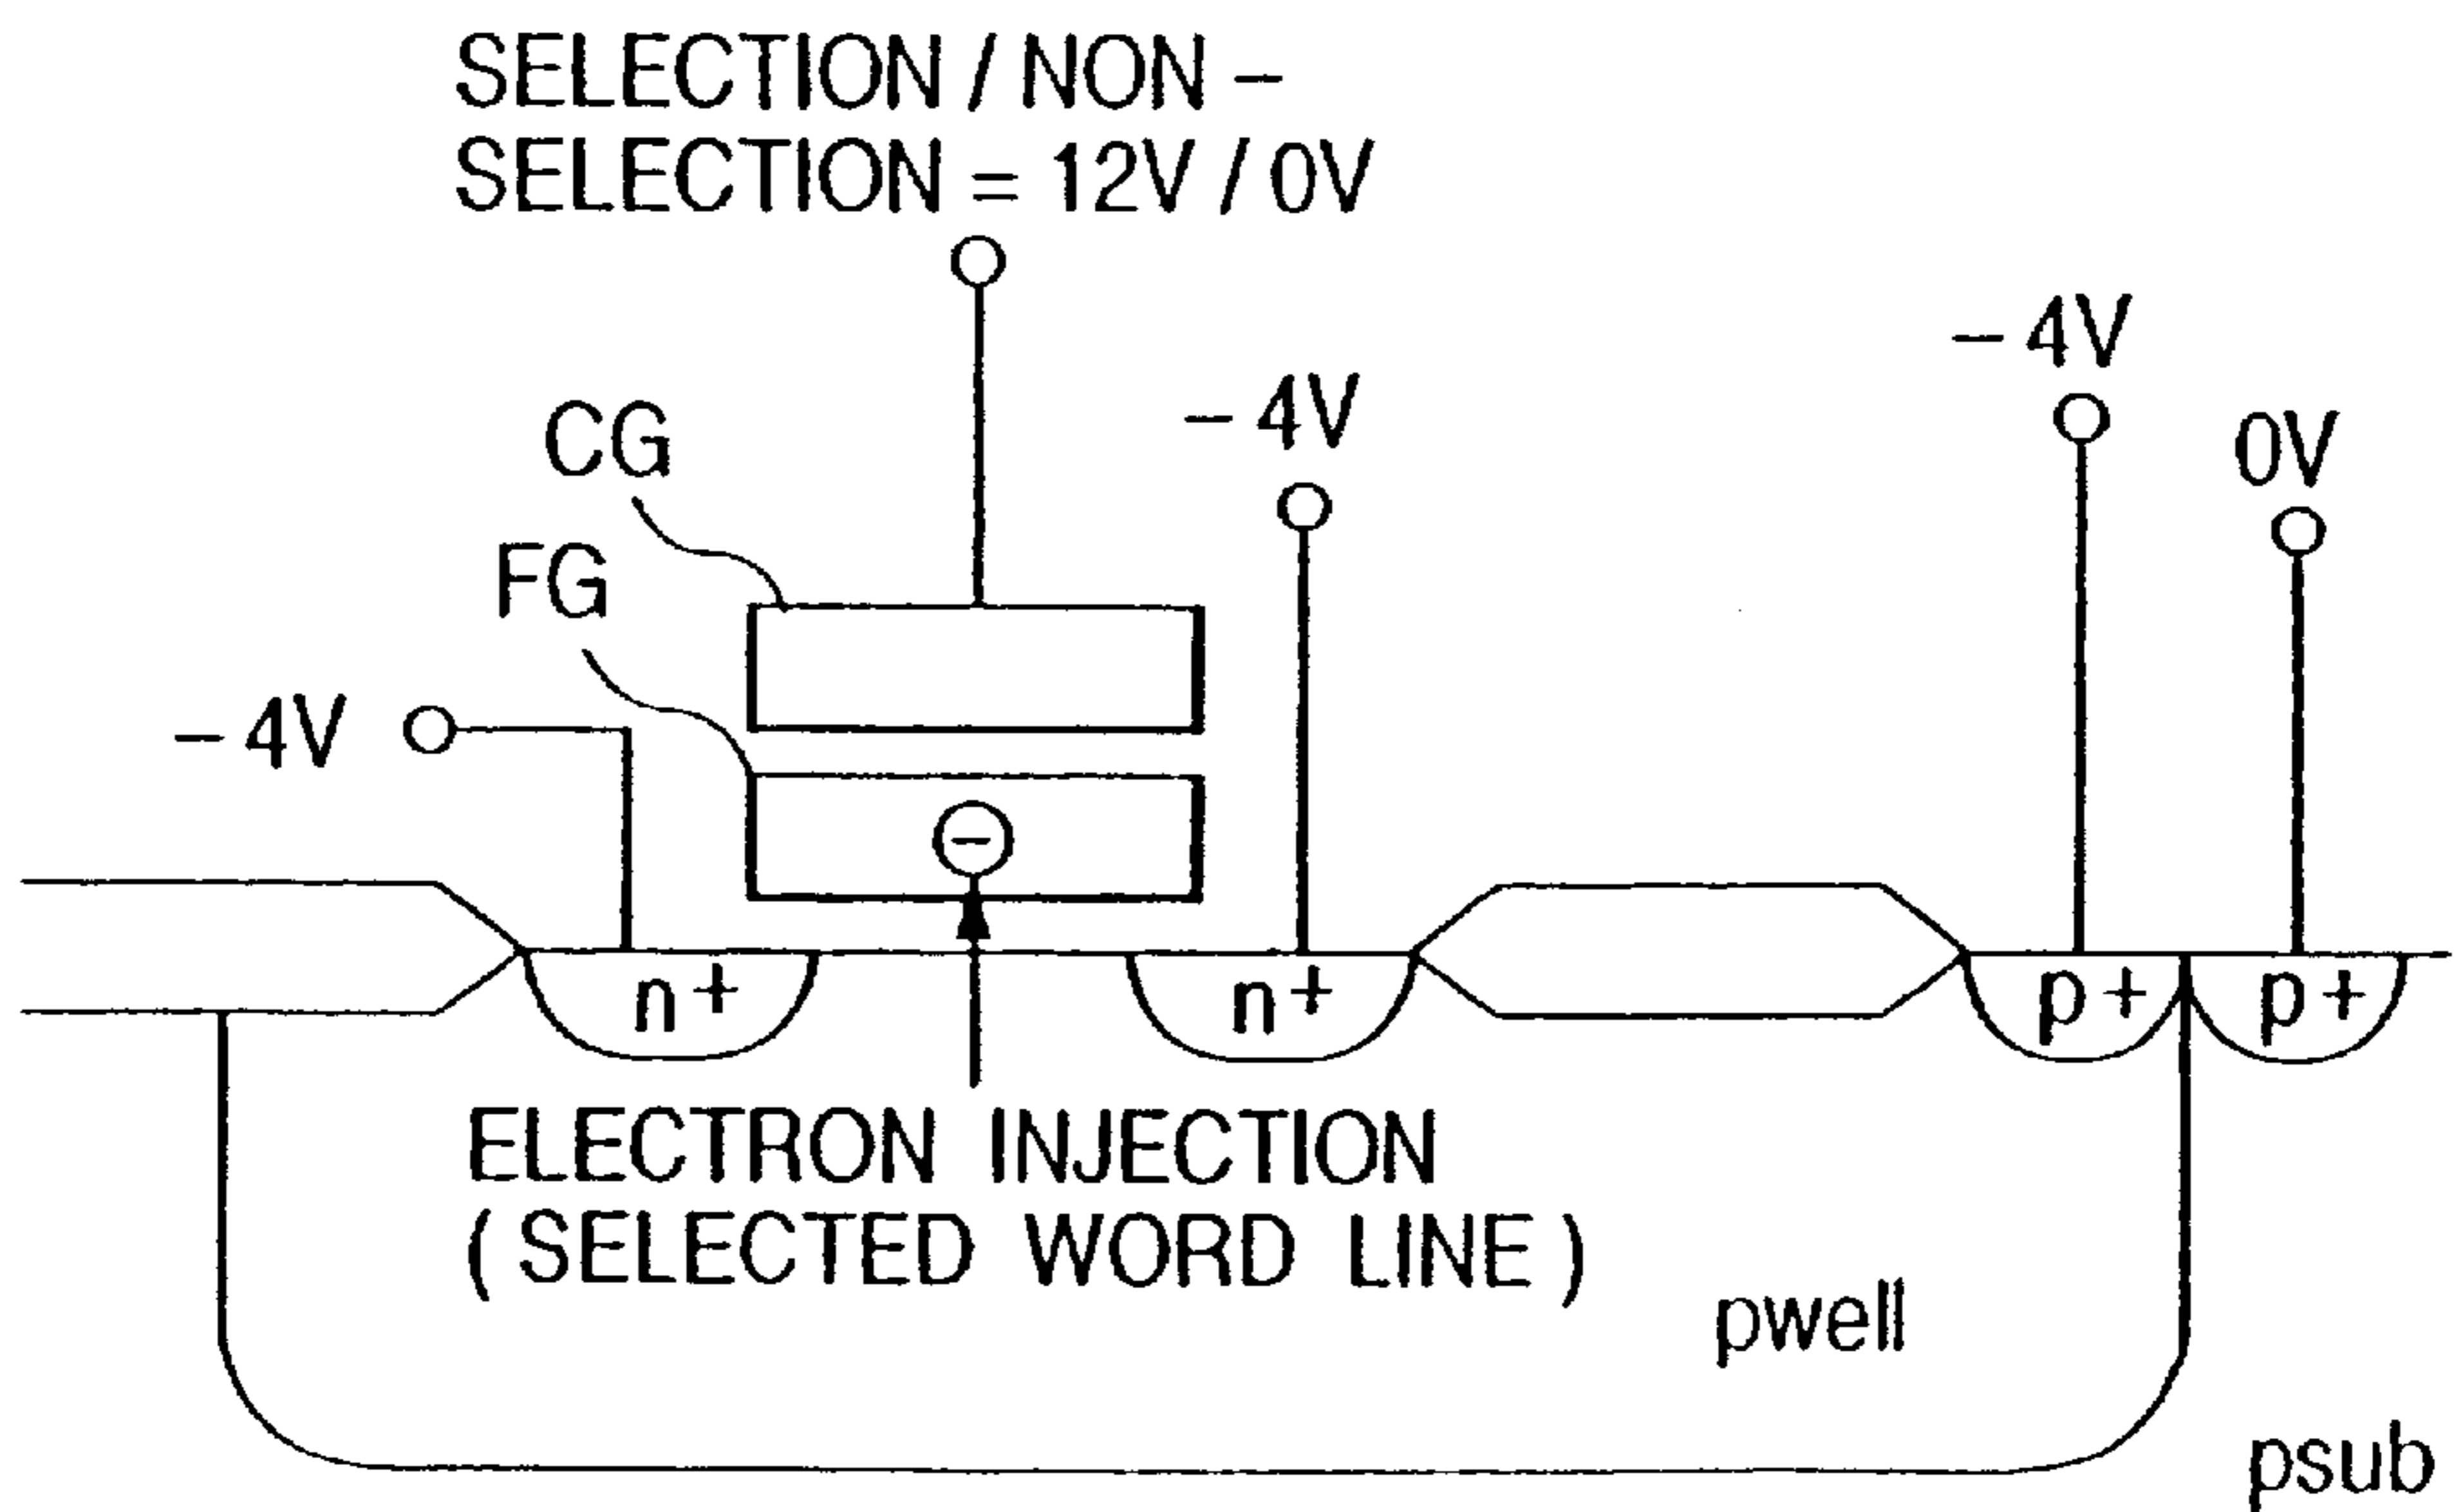 SELECTION / NON -
SELECTION = 12V / 0V
- 4V
- 4V
0V
CG
FG
- 4V
n+
n+
p+
p+
ELECTRON INJECTION
( SELECTED WORD LINE )
pwell
psub